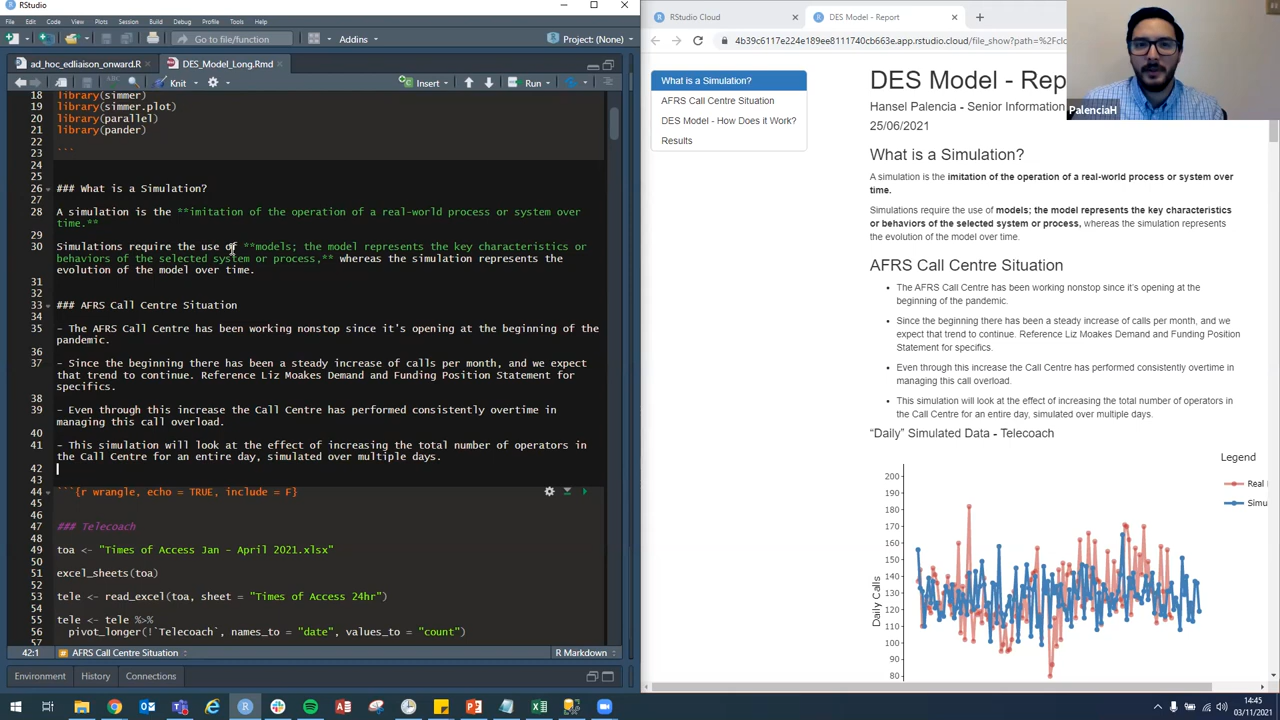 RStudio
File Edit Code View Plots Session Build Debug Profile Tools Help
Go to file/function
Addins
Project: (None)
ad_hoc_edliaison_onward.R
DES_Model_Long.Rmd
ABC
Knit
Insert
Run
18 library(simmer)
19 library(simmer.plot)
20 library(parallel)
21 library(pander)
22
23 ```
24
25
26 ### What is a Simulation?
27
28 A simulation is the **imitation of the operation of a real-world process or system over
time.**
29
30 Simulations require the use of **models; the model represents the key characteristics or
behaviors of the selected system or process,** whereas the simulation represents the
evolution of the model over time.
31
32
33 ### AFRS Call Centre Situation
34
35 - The AFRS Call Centre has been working nonstop since it's opening at the beginning of the
pandemic.
36
37 - Since the beginning there has been a steady increase of calls per month, and we expect
that trend to continue. Reference Liz Moakes Demand and Funding Position Statement for
specifics.
38
39 - Even through this increase the Call Centre has performed consistently overtime in
managing this call overload.
40
41 - This simulation will look at the effect of increasing the total number of operators in
the Call Centre for an entire day, simulated over multiple days.
42
43
44 ```{r wrangle, echo = TRUE, include = F}
45
46
47 ### Telecoach
48
49 toa <- "Times of Access Jan - April 2021.xlsx"
50
51 excel_sheets(toa)
52
53 tele <- read_excel(toa, sheet = "Times of Access 24hr")
54
55 tele <- tele %>%
56 pivot_longer(!`Telecoach`, names_to = "date", values_to = "count")
42:1
AFRS Call Centre Situation
R Markdown
Environment History Connections
RStudio Cloud
DES Model - Report
4b39c6117e224e189ee8111740cb663e.app.rstudio.cloud/file_show?path=%2Fclo
PalenciaH
What is a Simulation?
AFRS Call Centre Situation
DES Model - How Does it Work?
Results
DES Model - Rep
Hansel Palencia - Senior Information
25/06/2021
What is a Simulation?
A simulation is the imitation of the operation of a real-world process or system over
time.
Simulations require the use of models; the model represents the key characteristics
or behaviors of the selected system or process, whereas the simulation represents
the evolution of the model over time.
AFRS Call Centre Situation
The AFRS Call Centre has been working nonstop since it's opening at the
beginning of the pandemic.
Since the beginning there has been a steady increase of calls per month, and we
expect that trend to continue. Reference Liz Moakes Demand and Funding Position
Statement for specifics.
Even through this increase the Call Centre has performed consistently overtime in
managing this call overload.
This simulation will look at the effect of increasing the total number of operators in
the Call Centre for an entire day, simulated over multiple days.
"Daily" Simulated Data - Telecoach
Legend
Real
Simu
200
190
180
170
160
150
140
130
120
110
100
90
80
Daily Calls
14:45
03/11/2021